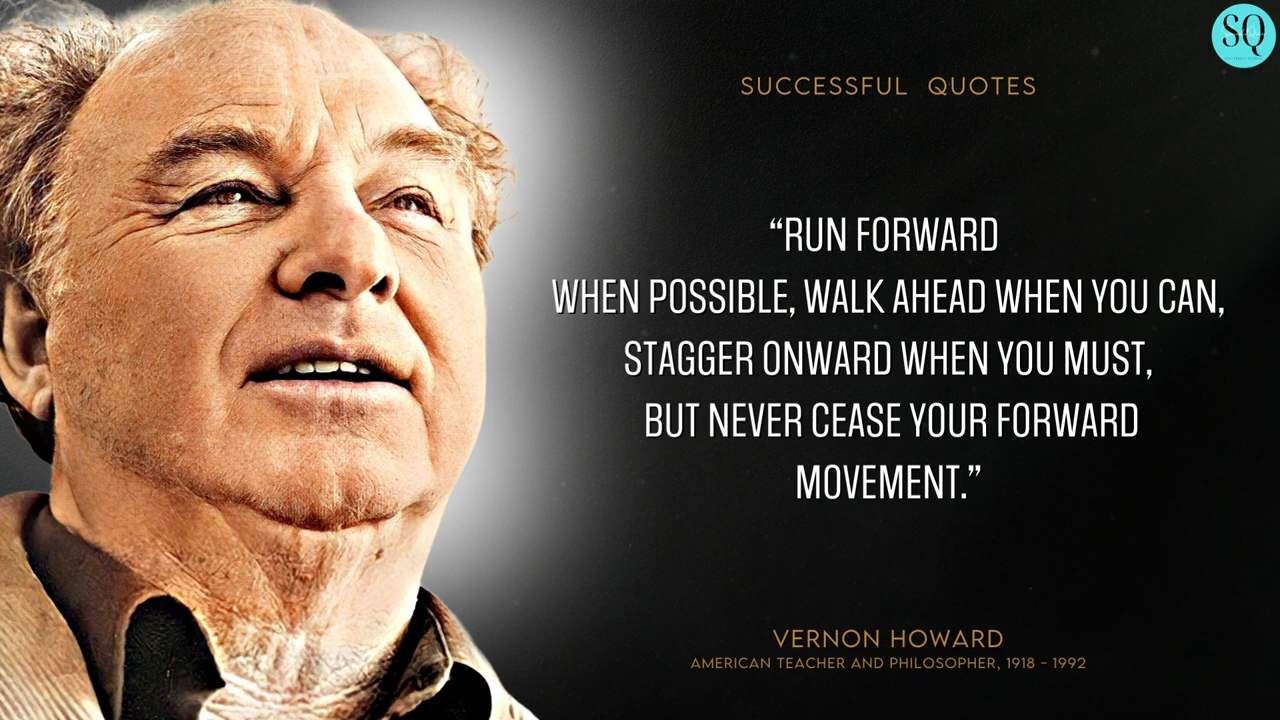 SQ
SUCCESSFUL QUOTES
“RUN FORWARD
WHEN POSSIBLE, WALK AHEAD WHEN YOU CAN,
STAGGER ONWARD WHEN YOU MUST,
BUT NEVER CEASE YOUR FORWARD
MOVEMENT.”
VERNON HOWARD
AMERICAN TEACHER AND PHILOSOPHER, 1918 - 1992